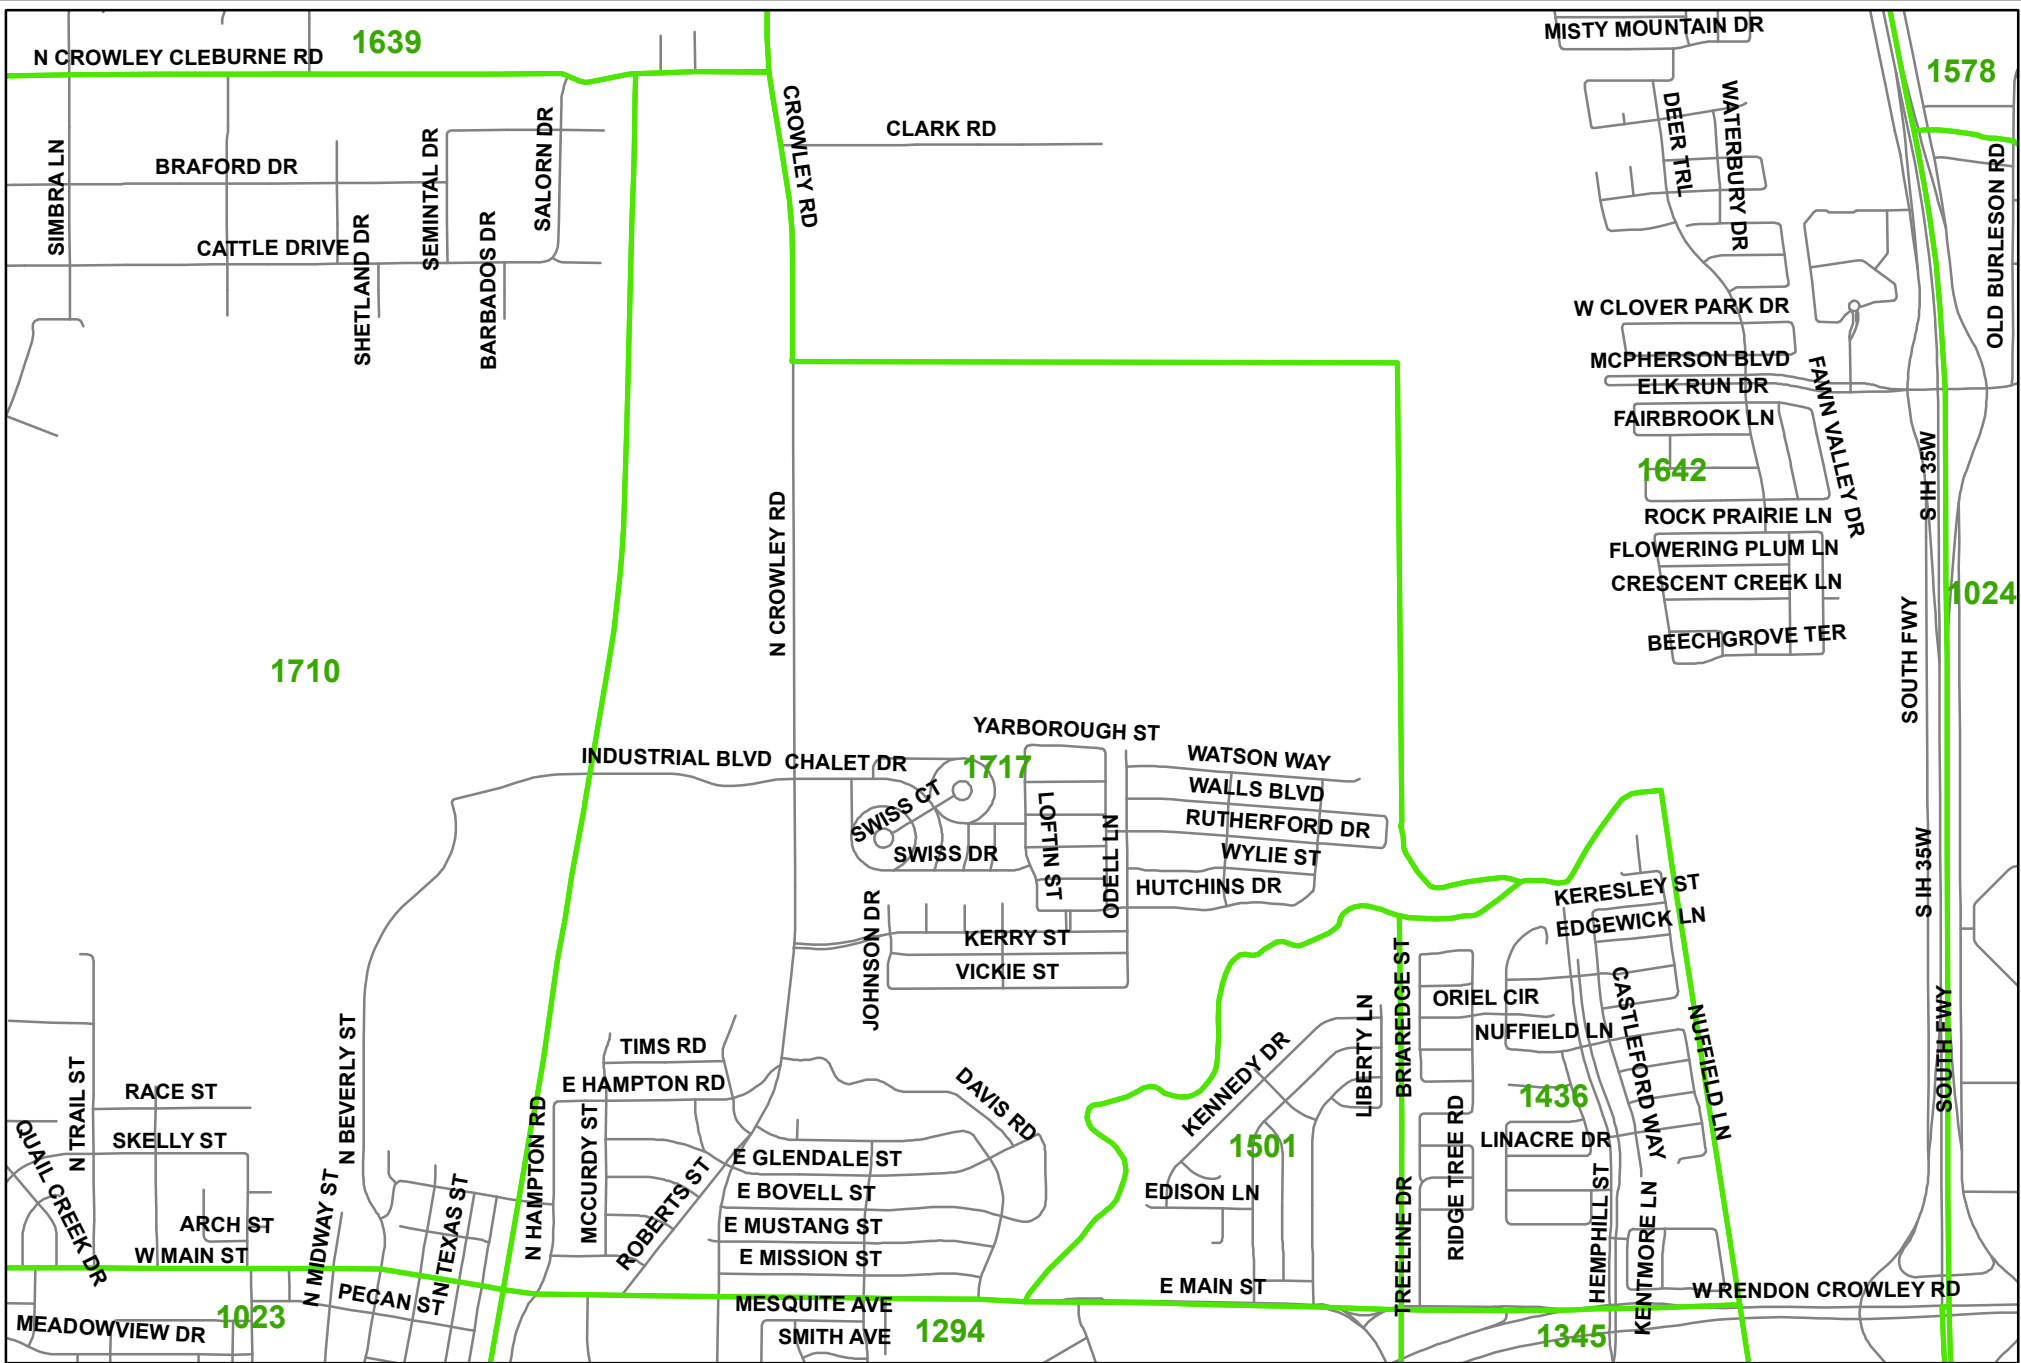 MISTY MOUNTAIN DR
1639
N CROWLEY CLEBURNE RD
1578
CROWLEY RD
CLARK RD
DEER TRL
WATERBURY DR
SIMBRA LN
BRAFORD DR
SEMINTAL DR
SALORN DR
OLD BURLESON RD
CATTLE DRIVE
SHETLAND DR
BARBADOS DR
W CLOVER PARK DR
MCPHERSON BLVD
ELK RUN DR
FAWN VALLEY DR
FAIRBROOK LN
1642
S IH 35W
ROCK PRAIRIE LN
FLOWERING PLUM LN
CRESCENT CREEK LN
1024
N CROWLEY RD
BEECHGROVE TER
SOUTH FWY
1710
YARBOROUGH ST
INDUSTRIAL BLVD
CHALET DR
1717
WATSON WAY
WALLS BLVD
SWISS CT
RUTHERFORD DR
LOFTIN ST
ODELL LN
SWISS DR
WYLIE ST
HUTCHINS DR
S IH 35W
KERESLEY ST
EDGEWICK LN
JOHNSON DR
KERRY ST
VICKIE ST
BRIAREDGE ST
ORIEL CIR
CASTLEFORD WAY
LIBERTY LN
NUFFIELD LN
NUFFIELD LN
SOUTH FWY
N BEVERLY ST
TIMS RD
KENNEDY DR
E HAMPTON RD
DAVIS RD
RACE ST
N TRAIL ST
1436
SKELLY ST
N HAMPTON RD
MCCURDY ST
1501
LINACRE DR
RIDGE TREE RD
QUAIL CREEK DR
E GLENDALE ST
ROBERTS ST
E BOVELL ST
EDISON LN
TREELINE DR
HEMPHILL ST
KENTMORE LN
N MIDWAY ST
N TEXAS ST
ARCH ST
E MUSTANG ST
W MAIN ST
E MISSION ST
E MAIN ST
W RENDON CROWLEY RD
PECAN ST
MESQUITE AVE
1023
MEADOWVIEW DR
SMITH AVE
1294
1345